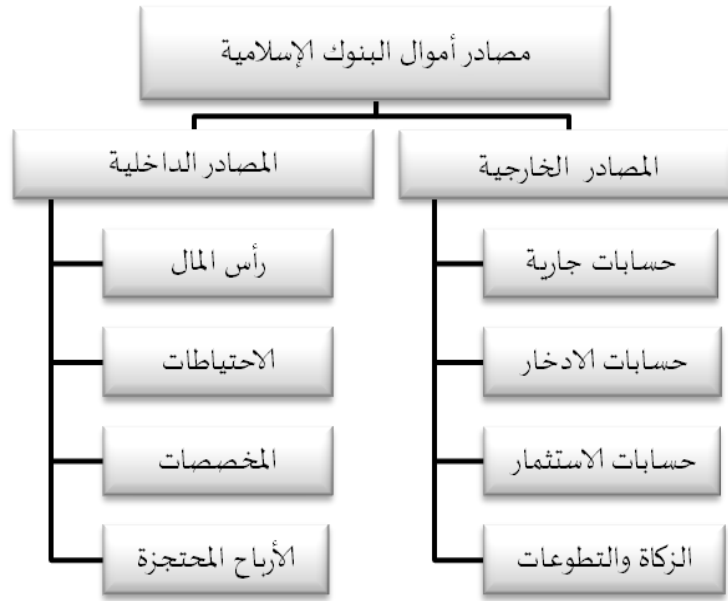 مصادر أموال البنوك الإسلامية
المصادر الخارجية
حسابات جارية
حسابات الادخار
حسابات الاستثمار
الزكاة والتطوعات
المصادر الداخلية
رأس المال
الاحتياطات
المخصصات
الأرباح المحتجزة